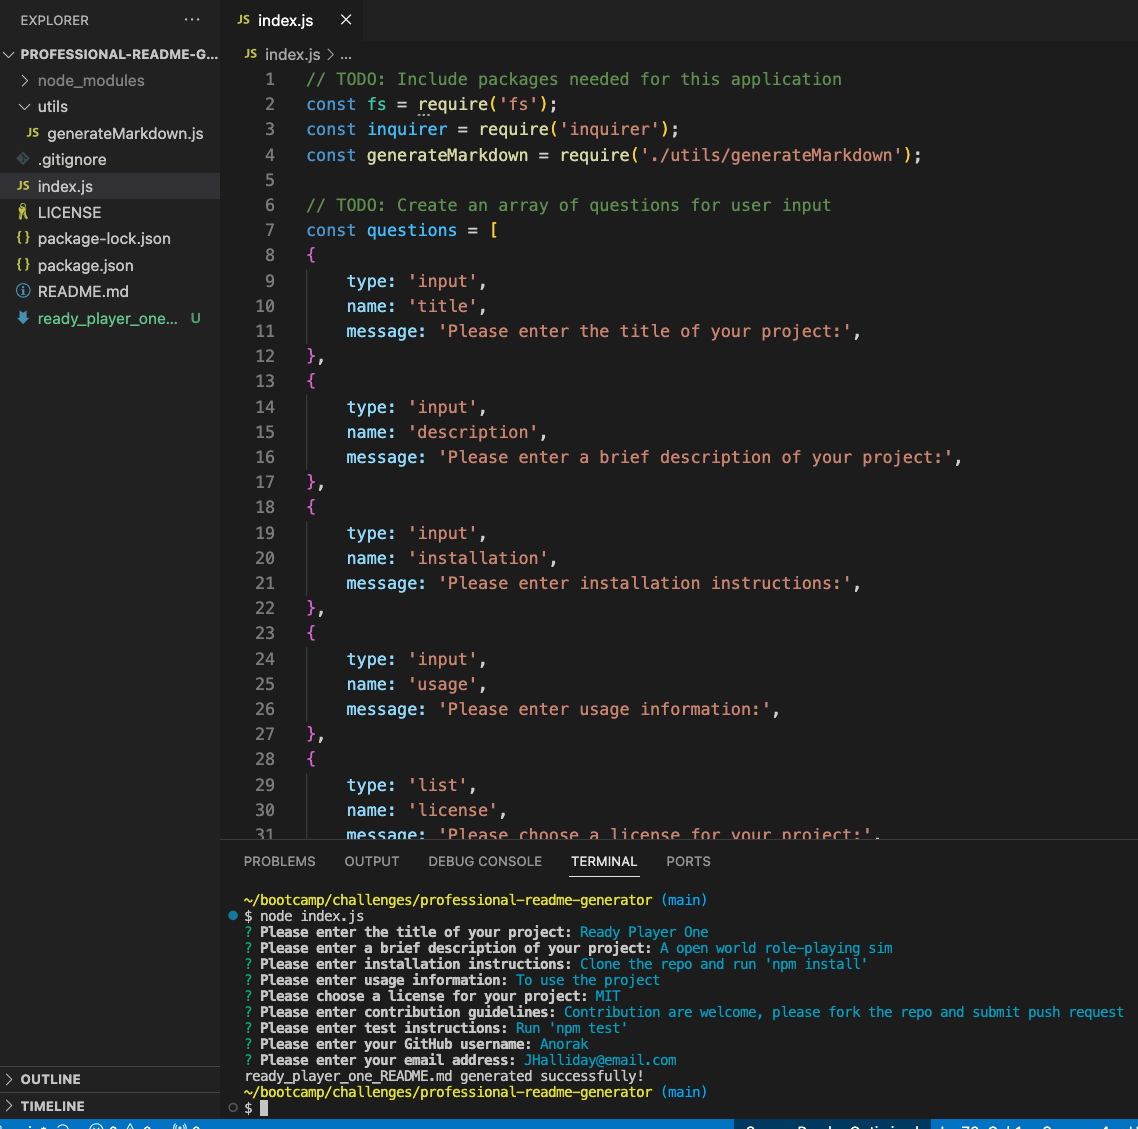 EXPLORER
PROFESSIONAL-README-G...
node_modules
utils
JS generateMarkdown.js
.gitignore
JS index.js
LICENSE
{} package-lock.json
{} package.json
README.md
ready_player_one... U
OUTLINE
TIMELINE
JS index.js
JS index.js > ...
1 // TODO: Include packages needed for this application
2 const fs = require('fs');
3 const inquirer = require('inquirer');
4 const generateMarkdown = require('./utils/generateMarkdown');
5
6 // TODO: Create an array of questions for user input
7 const questions = [
8 {
9 type: 'input',
10 name: 'title',
11 message: 'Please enter the title of your project:',
12 },
13 {
14 type: 'input',
15 name: 'description',
16 message: 'Please enter a brief description of your project:',
17 },
18 {
19 type: 'input',
20 name: 'installation',
21 message: 'Please enter installation instructions:',
22 },
23 {
24 type: 'input',
25 name: 'usage',
26 message: 'Please enter usage information:',
27 },
28 {
29 type: 'list',
30 name: 'license',
31 message: 'Please choose a license for your project:',
PROBLEMS OUTPUT DEBUG CONSOLE TERMINAL PORTS
~/bootcamp/challenges/professional-readme-generator (main)
$ node index.js
? Please enter the title of your project: Ready Player One
? Please enter a brief description of your project: A open world role-playing sim
? Please enter installation instructions: Clone the repo and run 'npm install'
? Please enter usage information: To use the project
? Please choose a license for your project: MIT
? Please enter contribution guidelines: Contribution are welcome, please fork the repo and submit push request
? Please enter test instructions: Run 'npm test'
? Please enter your GitHub username: Anorak
? Please enter your email address: JHalliday@email.com
ready_player_one_README.md generated successfully!
~/bootcamp/challenges/professional-readme-generator (main)
$